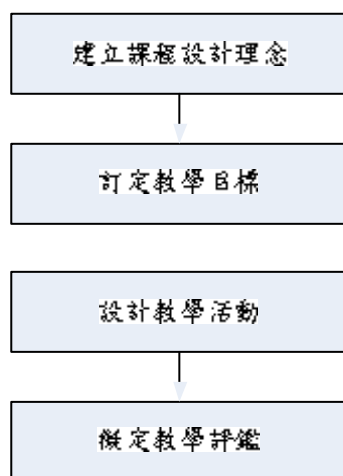 建立課程設計理念
訂定教學目標
設計教學活動
擬定教學評鑑